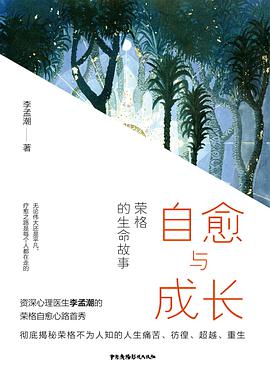 李孟潮
著
荣格
的生命故事
自愈
与
成长
无论伟大还是平凡，
疗愈之路是每个人都在走的
资深心理医生李孟潮的
荣格自愈心路首秀
彻底揭秘荣格不为人知的人生痛苦、彷徨、超越、重生